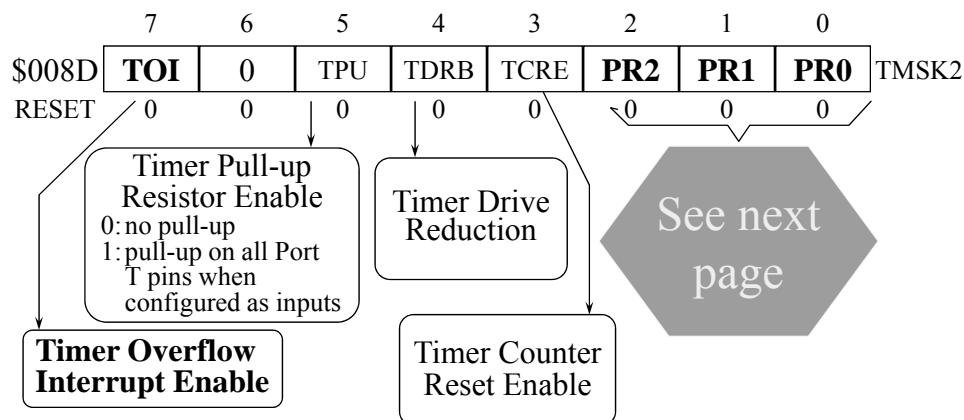 7 6 5 4 3 2 1 0
$008D TOI 0 TPU TDRB TCRE PR2 PR1 PR0 TMSK2
RESET 0 0 0 0 0 0 0 0
Timer Pull-up
Resistor Enable
0: no pull-up
1: pull-up on all Port
T pins when
configured as inputs
Timer Drive
Reduction
See next
page
Timer Overflow
Interrupt Enable
Timer Counter
Reset Enable